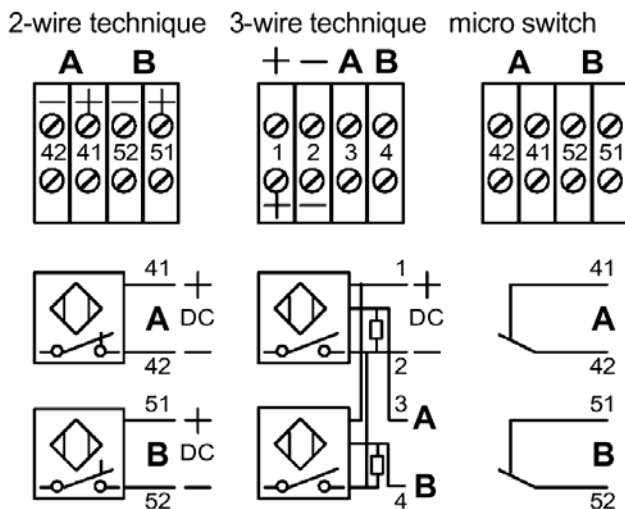 2-wire technique 3-wire technique micro switch
A B + − A B A B
− + − +
42 41 52 51 1 2 3 4 42 41 52 51
+ −
41 + 1 + 41
A DC DC A
42 − 2 − 42
3 A
51 + 51
B DC B
52 − 4 B 52